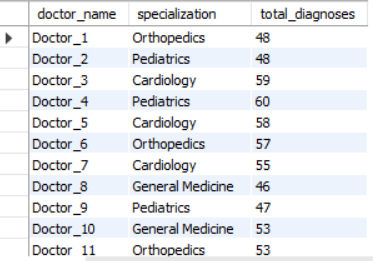 doctor_name specialization total_diagnoses
Doctor_1 Orthopedics 48
Doctor_2 Pediatrics 48
Doctor_3 Cardiology 59
Doctor_4 Pediatrics 60
Doctor_5 Cardiology 58
Doctor_6 Orthopedics 57
Doctor_7 Cardiology 55
Doctor_8 General Medicine 46
Doctor_9 Pediatrics 47
Doctor_10 General Medicine 53
Doctor_11 Orthopedics 53